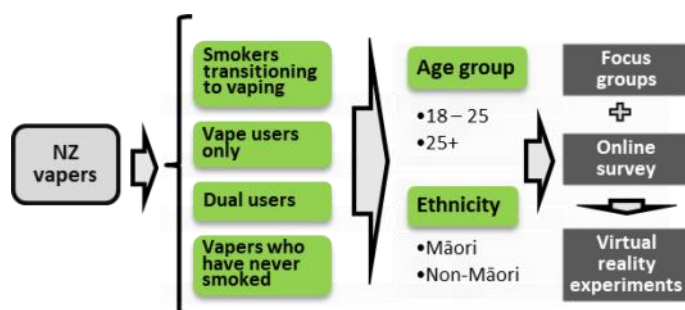 NZ
vapers
Smokers
transitioning
to vaping
Vape users
only
Dual users
Vapers who
have never
smoked
Age group
•18 – 25
•25+
Ethnicity
•Māori
•Non-Māori
Focus
groups
Online
survey
Virtual
reality
experiments